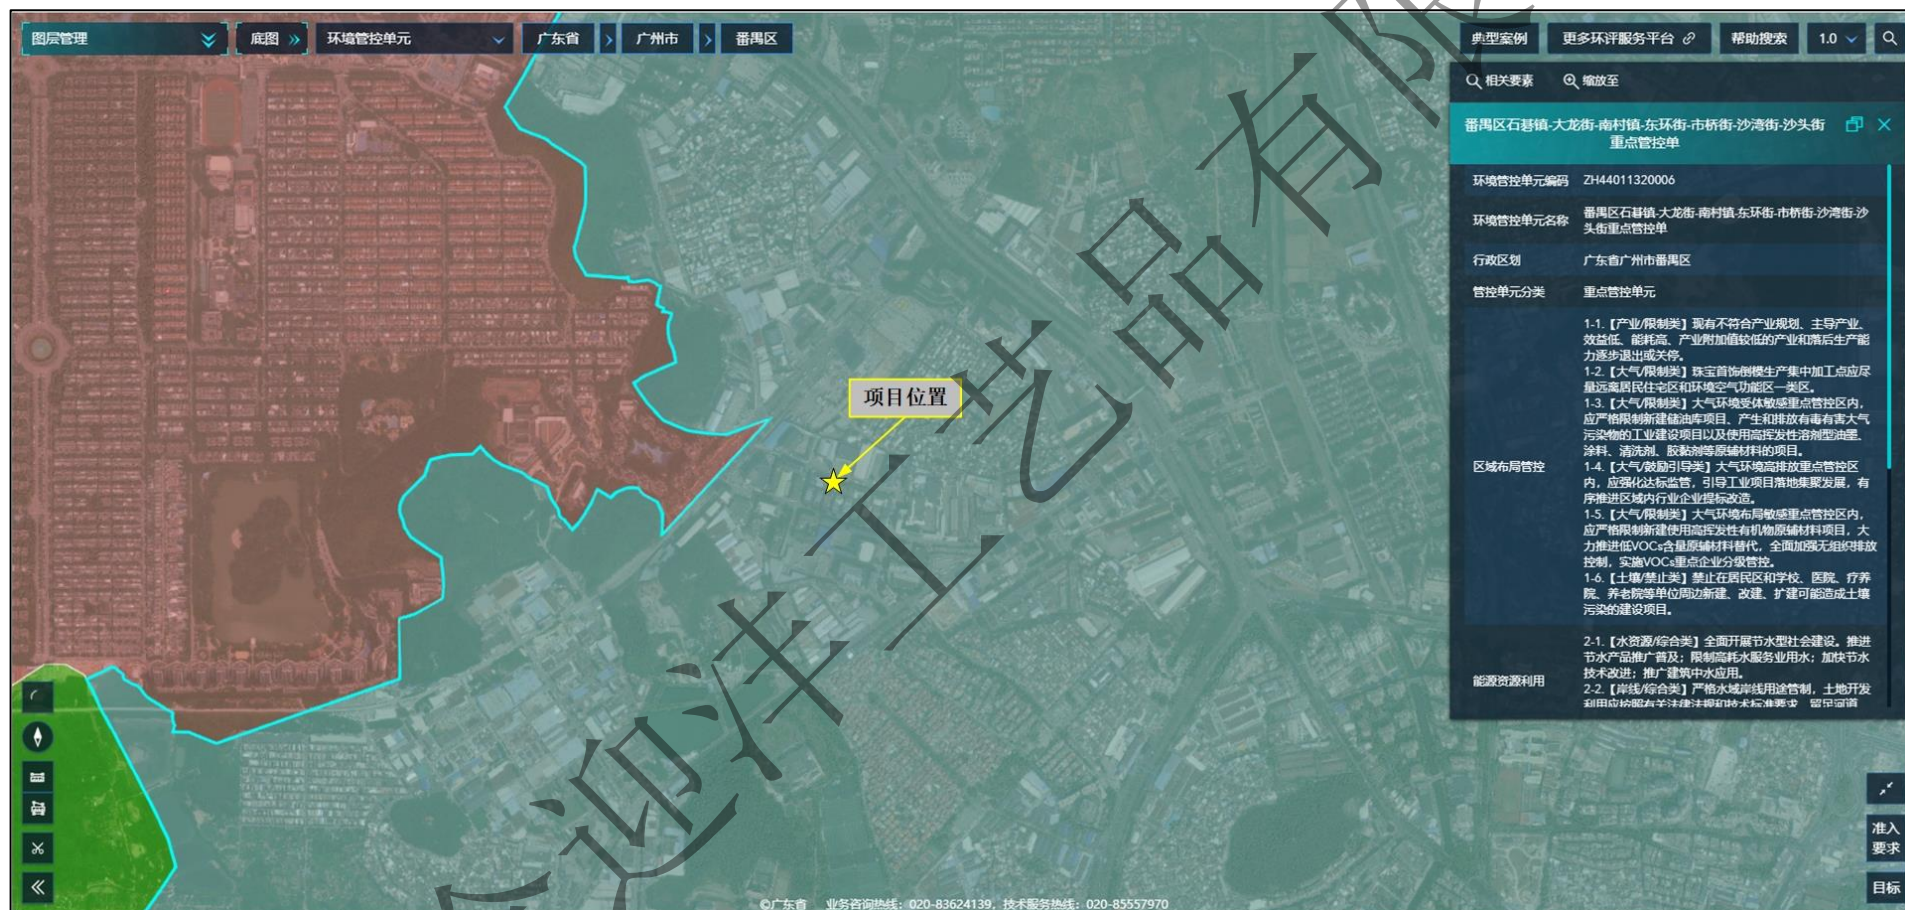 图层管理
底图
环境管控单元
广东省
广州市
番禺区
典型案例
更多环评服务平台
帮助搜索
1.0
相关要素
缩放至
番禺区石碁镇-大龙街-南村镇-东环街-市桥街-沙湾街-沙头街
重点管控单
环境管控单元编码
ZH44011320006
环境管控单元名称
番禺区石碁镇-大龙街-南村镇-东环街-市桥街-沙湾街-沙
头街重点管控单
行政区划
广东省广州市番禺区
管控单元分类
重点管控单元
区域布局管控
1-1.【产业/限制类】现有不符合产业规划、主导产业、
效益低、能耗高、产业附加值较低的产业和落后生产能
力逐步退出或关停。
1-2.【大气/限制类】珠宝首饰倒模生产集中加工点应尽
量远离居民住宅区和环境空气功能区一类区。
1-3.【大气/限制类】大气环境受体敏感重点管控区内，
应严格限制新建储油库项目、产生和排放有毒有害大气
污染物的工业建设项目以及使用高挥发性溶剂型油墨、
涂料、清洗剂、胶黏剂等原辅材料的项目。
1-4.【大气/鼓励引导类】大气环境高排放重点管控区
内，应强化达标监管，引导工业项目落地集聚发展，有
序推进区域内行业企业提标改造。
1-5.【大气/限制类】大气环境布局敏感重点管控区内，
应严格限制新建使用高挥发性有机物原辅材料项目，大
力推进低VOCs含量原辅材料替代，全面加强无组织排放
控制，实施VOCs重点企业分级管控。
1-6.【土壤/禁止类】禁止在居民区和学校、医院、疗养
院、养老院等单位周边新建、改建、扩建可能造成土壤
污染的建设项目。
能源资源利用
2-1.【水资源/综合类】全面开展节水型社会建设。推进
节水产品推广普及；限制高耗水服务业用水；加快节水
技术改进；推广建筑中水应用。
2-2.【岸线/综合类】严格水域岸线用途管制，土地开发
利用应按照有关法律法规和技术标准要求，留足河道
项目位置
迎洋工艺品有限
准入
要求
目标
©广东省 业务咨询热线：020-83624139，技术服务热线：020-85557970